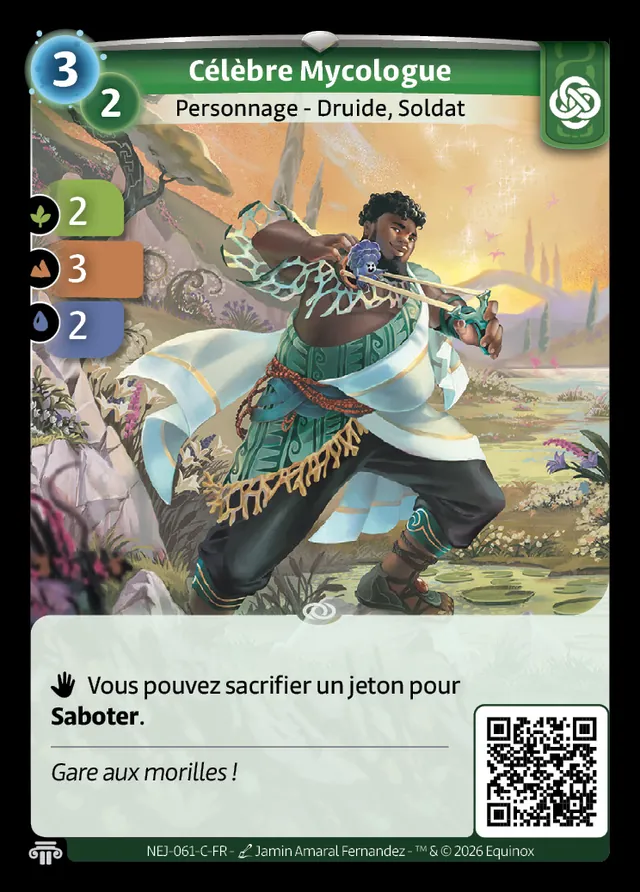 3
Célèbre Mycologue
2
Personnage - Druide, Soldat
2
3
2
Vous pouvez sacrifier un jeton pour
Saboter.
Gare aux morilles !
NEJ-061-C-FR - Jamin Amaral Fernandez - ™ & © 2026 Equinox